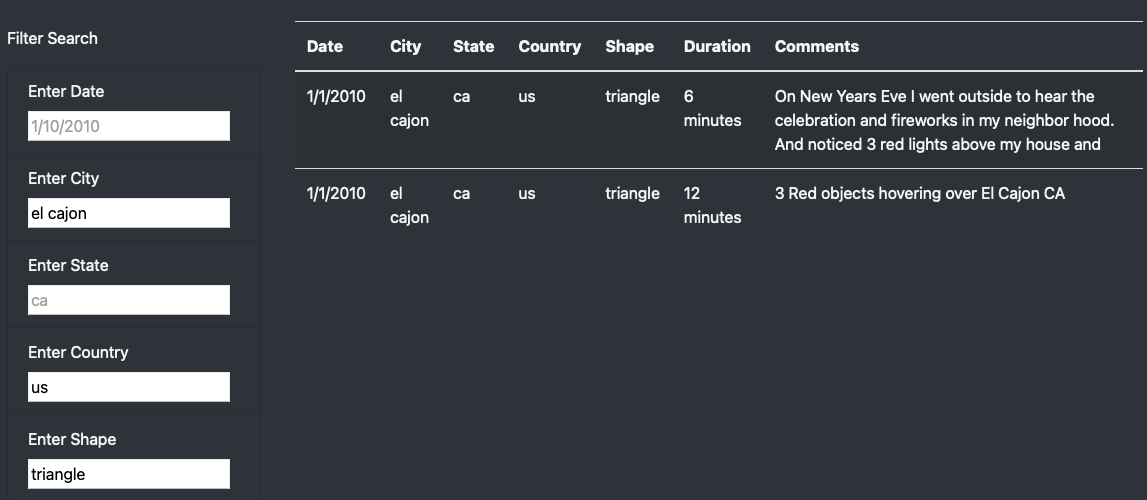 Filter Search
Enter Date
1/10/2010
Enter City
el cajon
Enter State
ca
Enter Country
us
Enter Shape
triangle
Date City State Country Shape Duration Comments
1/1/2010 el ca us triangle 6 On New Years Eve I went outside to hear the
cajon minutes celebration and fireworks in my neighbor hood.
And noticed 3 red lights above my house and
1/1/2010 el ca us triangle 12 3 Red objects hovering over El Cajon CA
cajon minutes